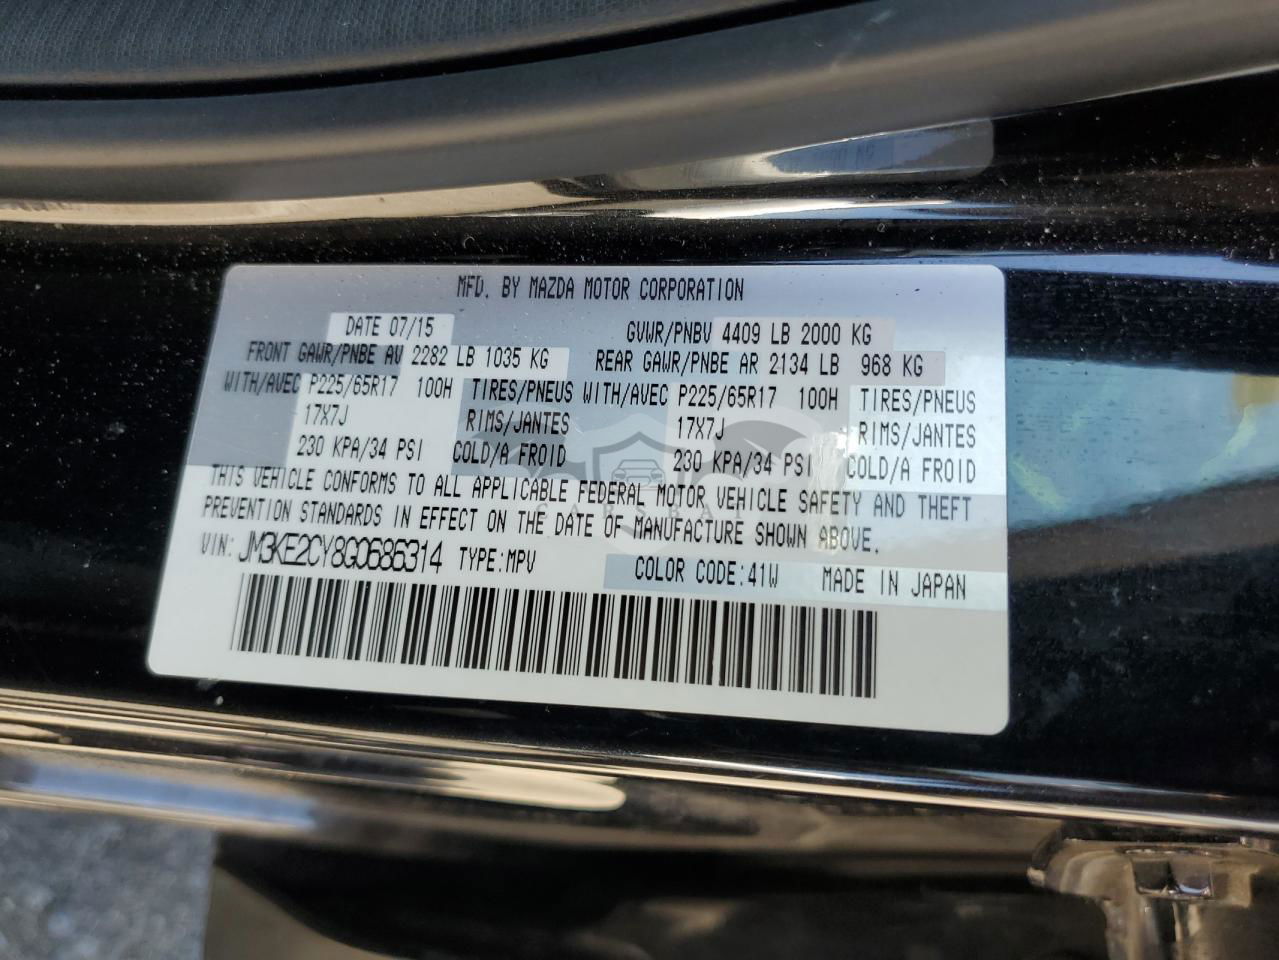 MFD. BY MAZDA MOTOR CORPORATION
DATE 07/15 GVWR/PNBV 4409 LB 2000 KG
FRONT GAWR/PNBE AV 2282 LB 1035 KG REAR GAWR/PNBE AR 2134 LB 968 KG
WITH/AVEC P225/65R17 100H TIRES/PNEUS WITH/AVEC P225/65R17 100H TIRES/PNEUS
17X7J RIMS/JANTES 17X7J RIMS/JANTES
230 KPA/34 PSI COLD/A FROID 230 KPA/34 PSI COLD/A FROID
THIS VEHICLE CONFORMS TO ALL APPLICABLE FEDERAL MOTOR VEHICLE SAFETY AND THEFT
PREVENTION STANDARDS IN EFFECT ON THE DATE OF MANUFACTURE SHOWN ABOVE.
VIN: JM3KE2CY8G0686314 TYPE:MPV COLOR CODE:41W MADE IN JAPAN